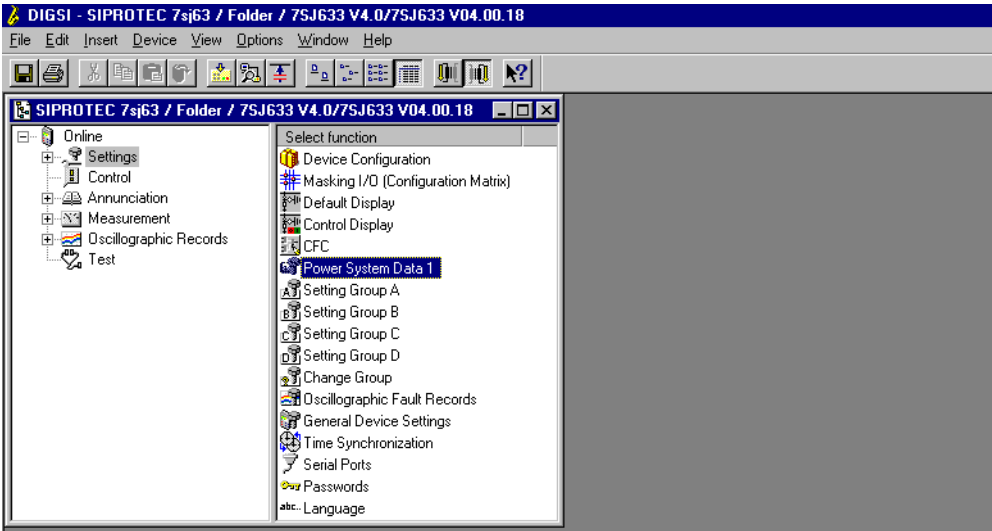 DIGSI - SIPROTEC 7sj63 / Folder / 7SJ633 V4.0/7SJ633 V04.00.18
File Edit Insert Device View Options Window Help
SIPROTEC 7sj63 / Folder / 7SJ633 V4.0/7SJ633 V04.00.18
Online
Settings
Control
Annunciation
Measurement
Oscillographic Records
Test
Select function
Device Configuration
Masking I/O (Configuration Matrix)
Default Display
Control Display
CFC
Power System Data 1
A Setting Group A
B Setting Group B
C Setting Group C
D Setting Group D
Change Group
Oscillographic Fault Records
General Device Settings
Time Synchronization
Serial Ports
Passwords
abc.. Language